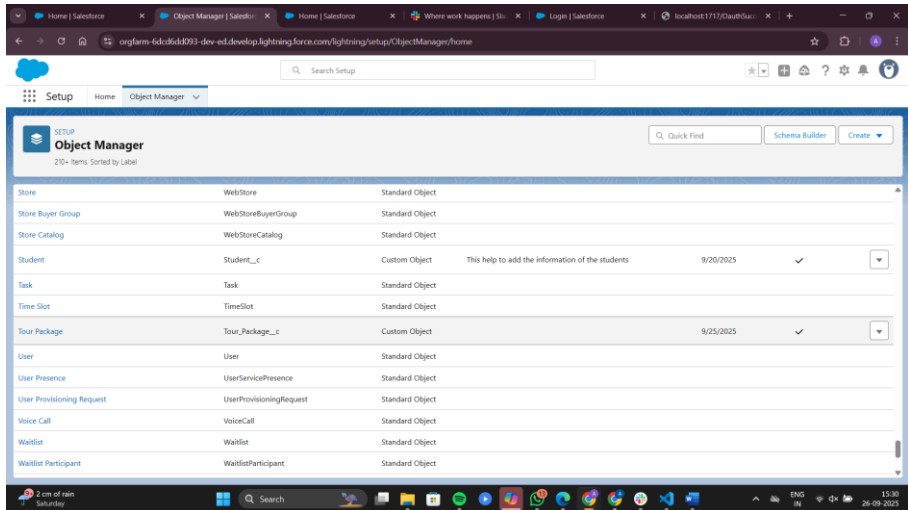 Home | Salesforce
Object Manager | Salesfor
Home | Salesforce
Where work happens | Sla
Login | Salesforce
localhost:1717/OauthSucc
orgfarm-6dcd6dd093-dev-ed.develop.lightning.force.com/lightning/setup/ObjectManager/home
Search Setup
Setup Home Object Manager
SETUP
Object Manager
210+ Items, Sorted by Label
Quick Find
Schema Builder
Create
Store WebStore Standard Object
Store Buyer Group WebStoreBuyerGroup Standard Object
Store Catalog WebStoreCatalog Standard Object
Student Student__c Custom Object This help to add the information of the students 9/20/2025
Task Task Standard Object
Time Slot TimeSlot Standard Object
Tour Package Tour_Package__c Custom Object 9/25/2025
User User Standard Object
User Presence UserServicePresence Standard Object
User Provisioning Request UserProvisioningRequest Standard Object
Voice Call VoiceCall Standard Object
Waitlist Waitlist Standard Object
Waitlist Participant WaitlistParticipant Standard Object
2 cm of rain
Saturday
Search
ENG
IN
15:30
26-09-2025